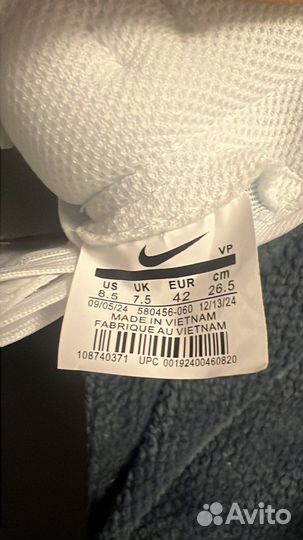 VP
US UK EUR cm
8.5 7.5 42 26.5
09/05/24 580456-060 12/13/24
MADE IN VIETNAM
FABRIQUE AU VIETNAM
108740371 UPC 00192400460820
Avito